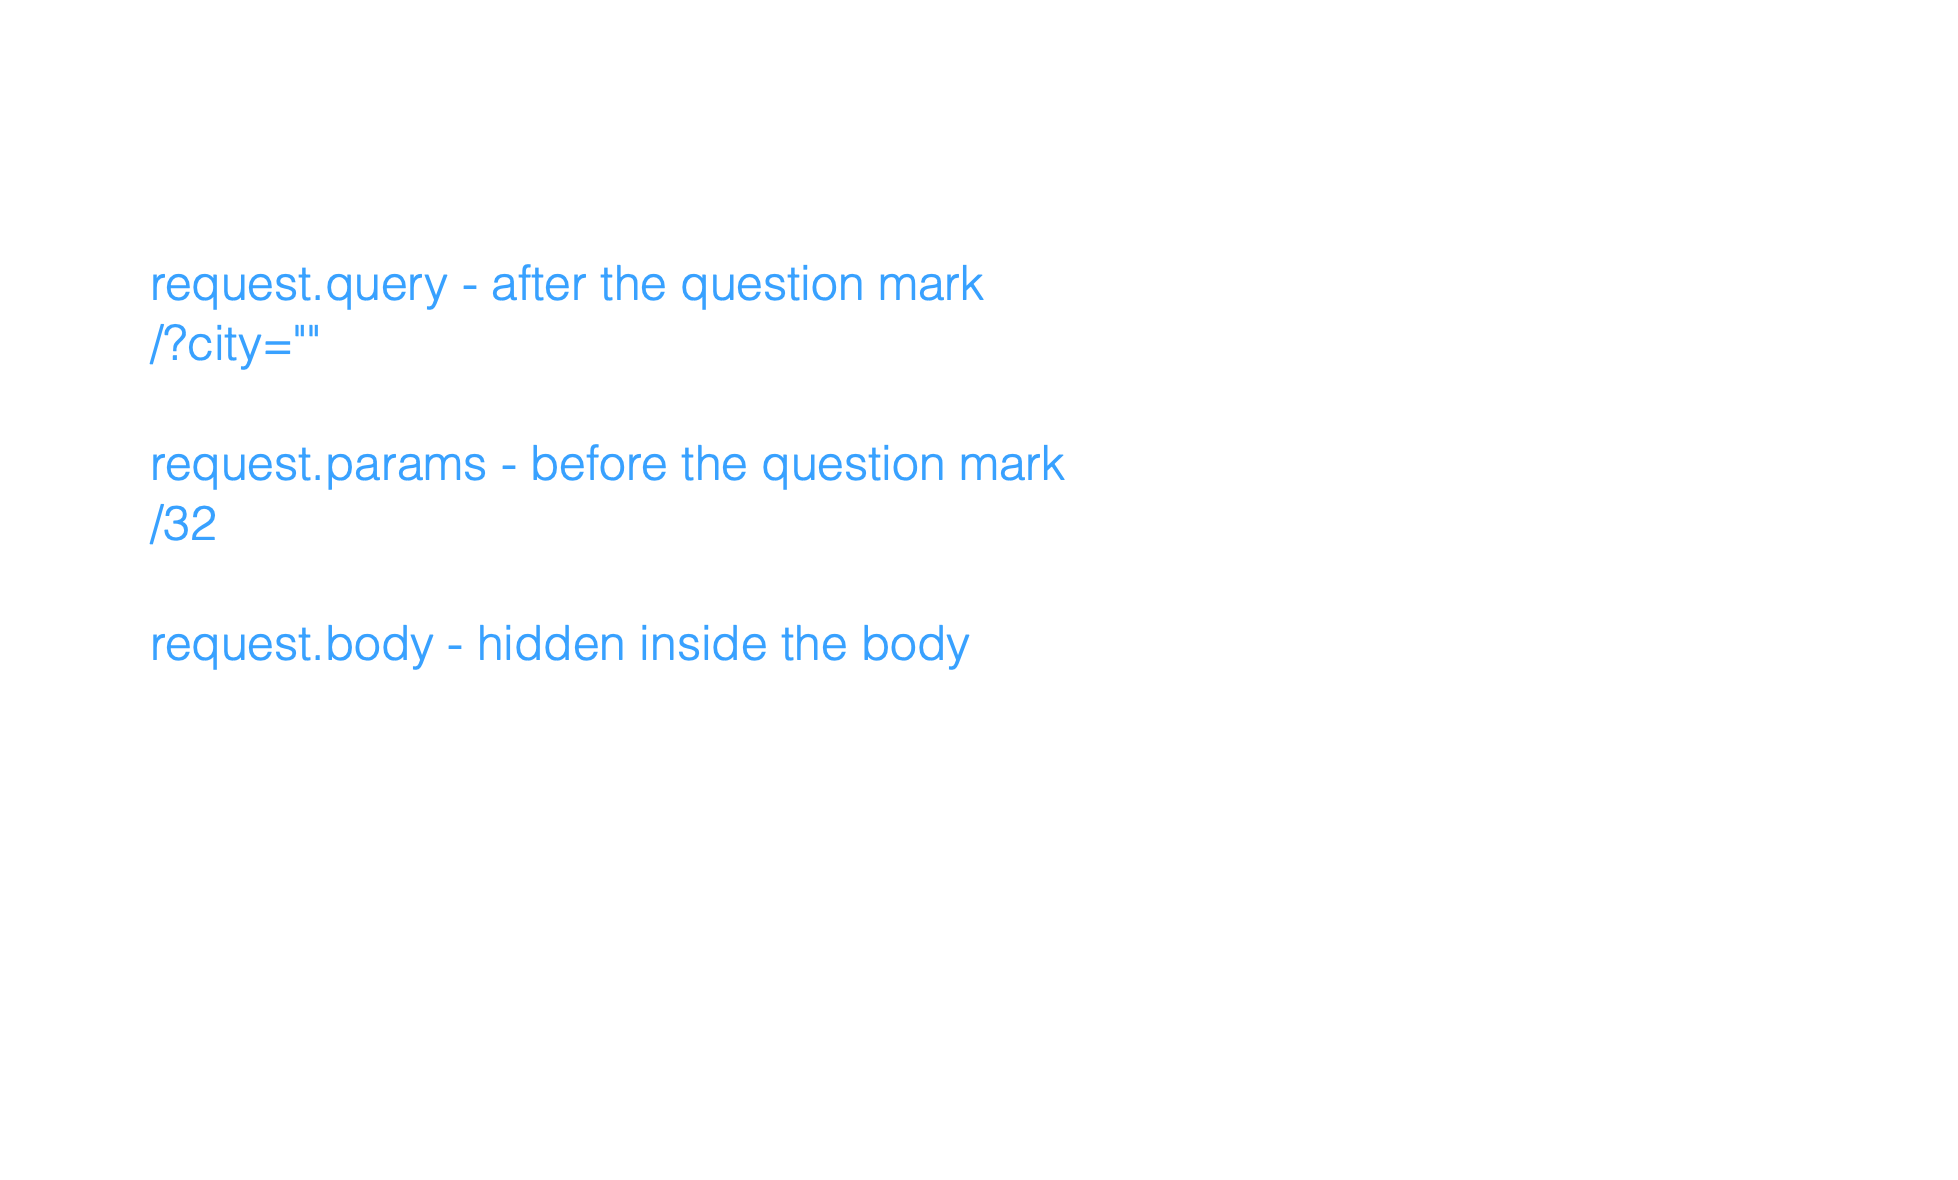 request.query - after the question mark
/?city=""
request.params - before the question mark
/32
request.body - hidden inside the body